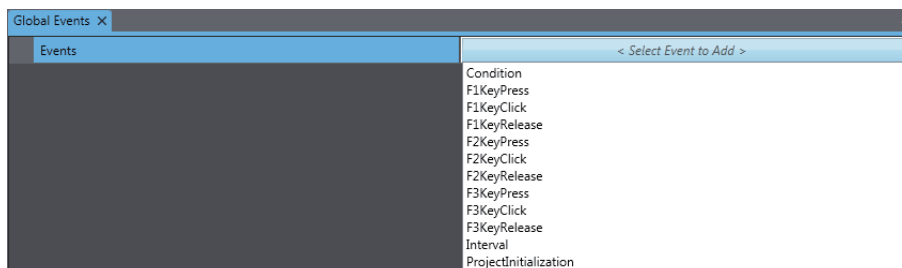 Global Events X
Events
< Select Event to Add >
Condition
F1KeyPress
F1KeyClick
F1KeyRelease
F2KeyPress
F2KeyClick
F2KeyRelease
F3KeyPress
F3KeyClick
F3KeyRelease
Interval
ProjectInitialization